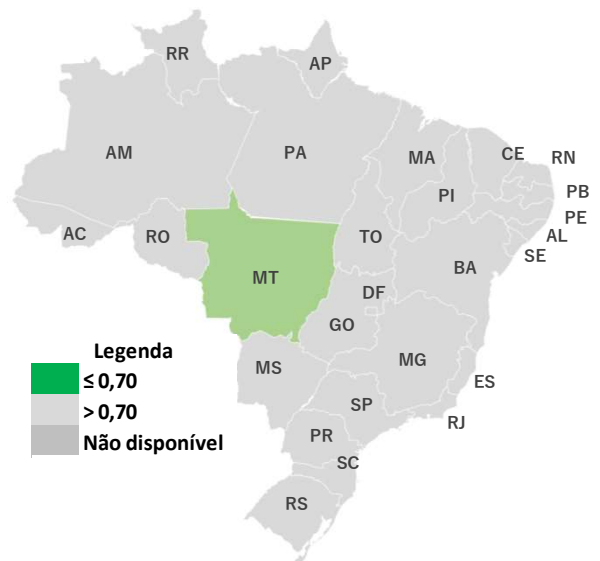 RR
AP
AM
PA
MA
CE
RN
PI
PB
PE
AC
RO
TO
AL
SE
BA
MT
DF
GO
Legenda
MS
MG
≤ 0,70
ES
> 0,70
SP
RJ
Não disponível
PR
SC
RS